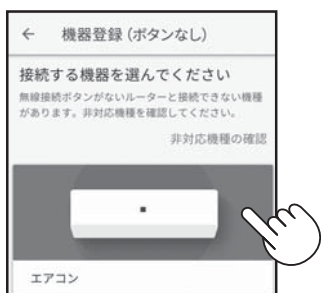 ← 機器登録（ボタンなし）
接続する機器を選んでください
無線接続ボタンがないルーターと接続できない機種
があります。非対応機種を確認してください。
非対応機種の確認
エアコン